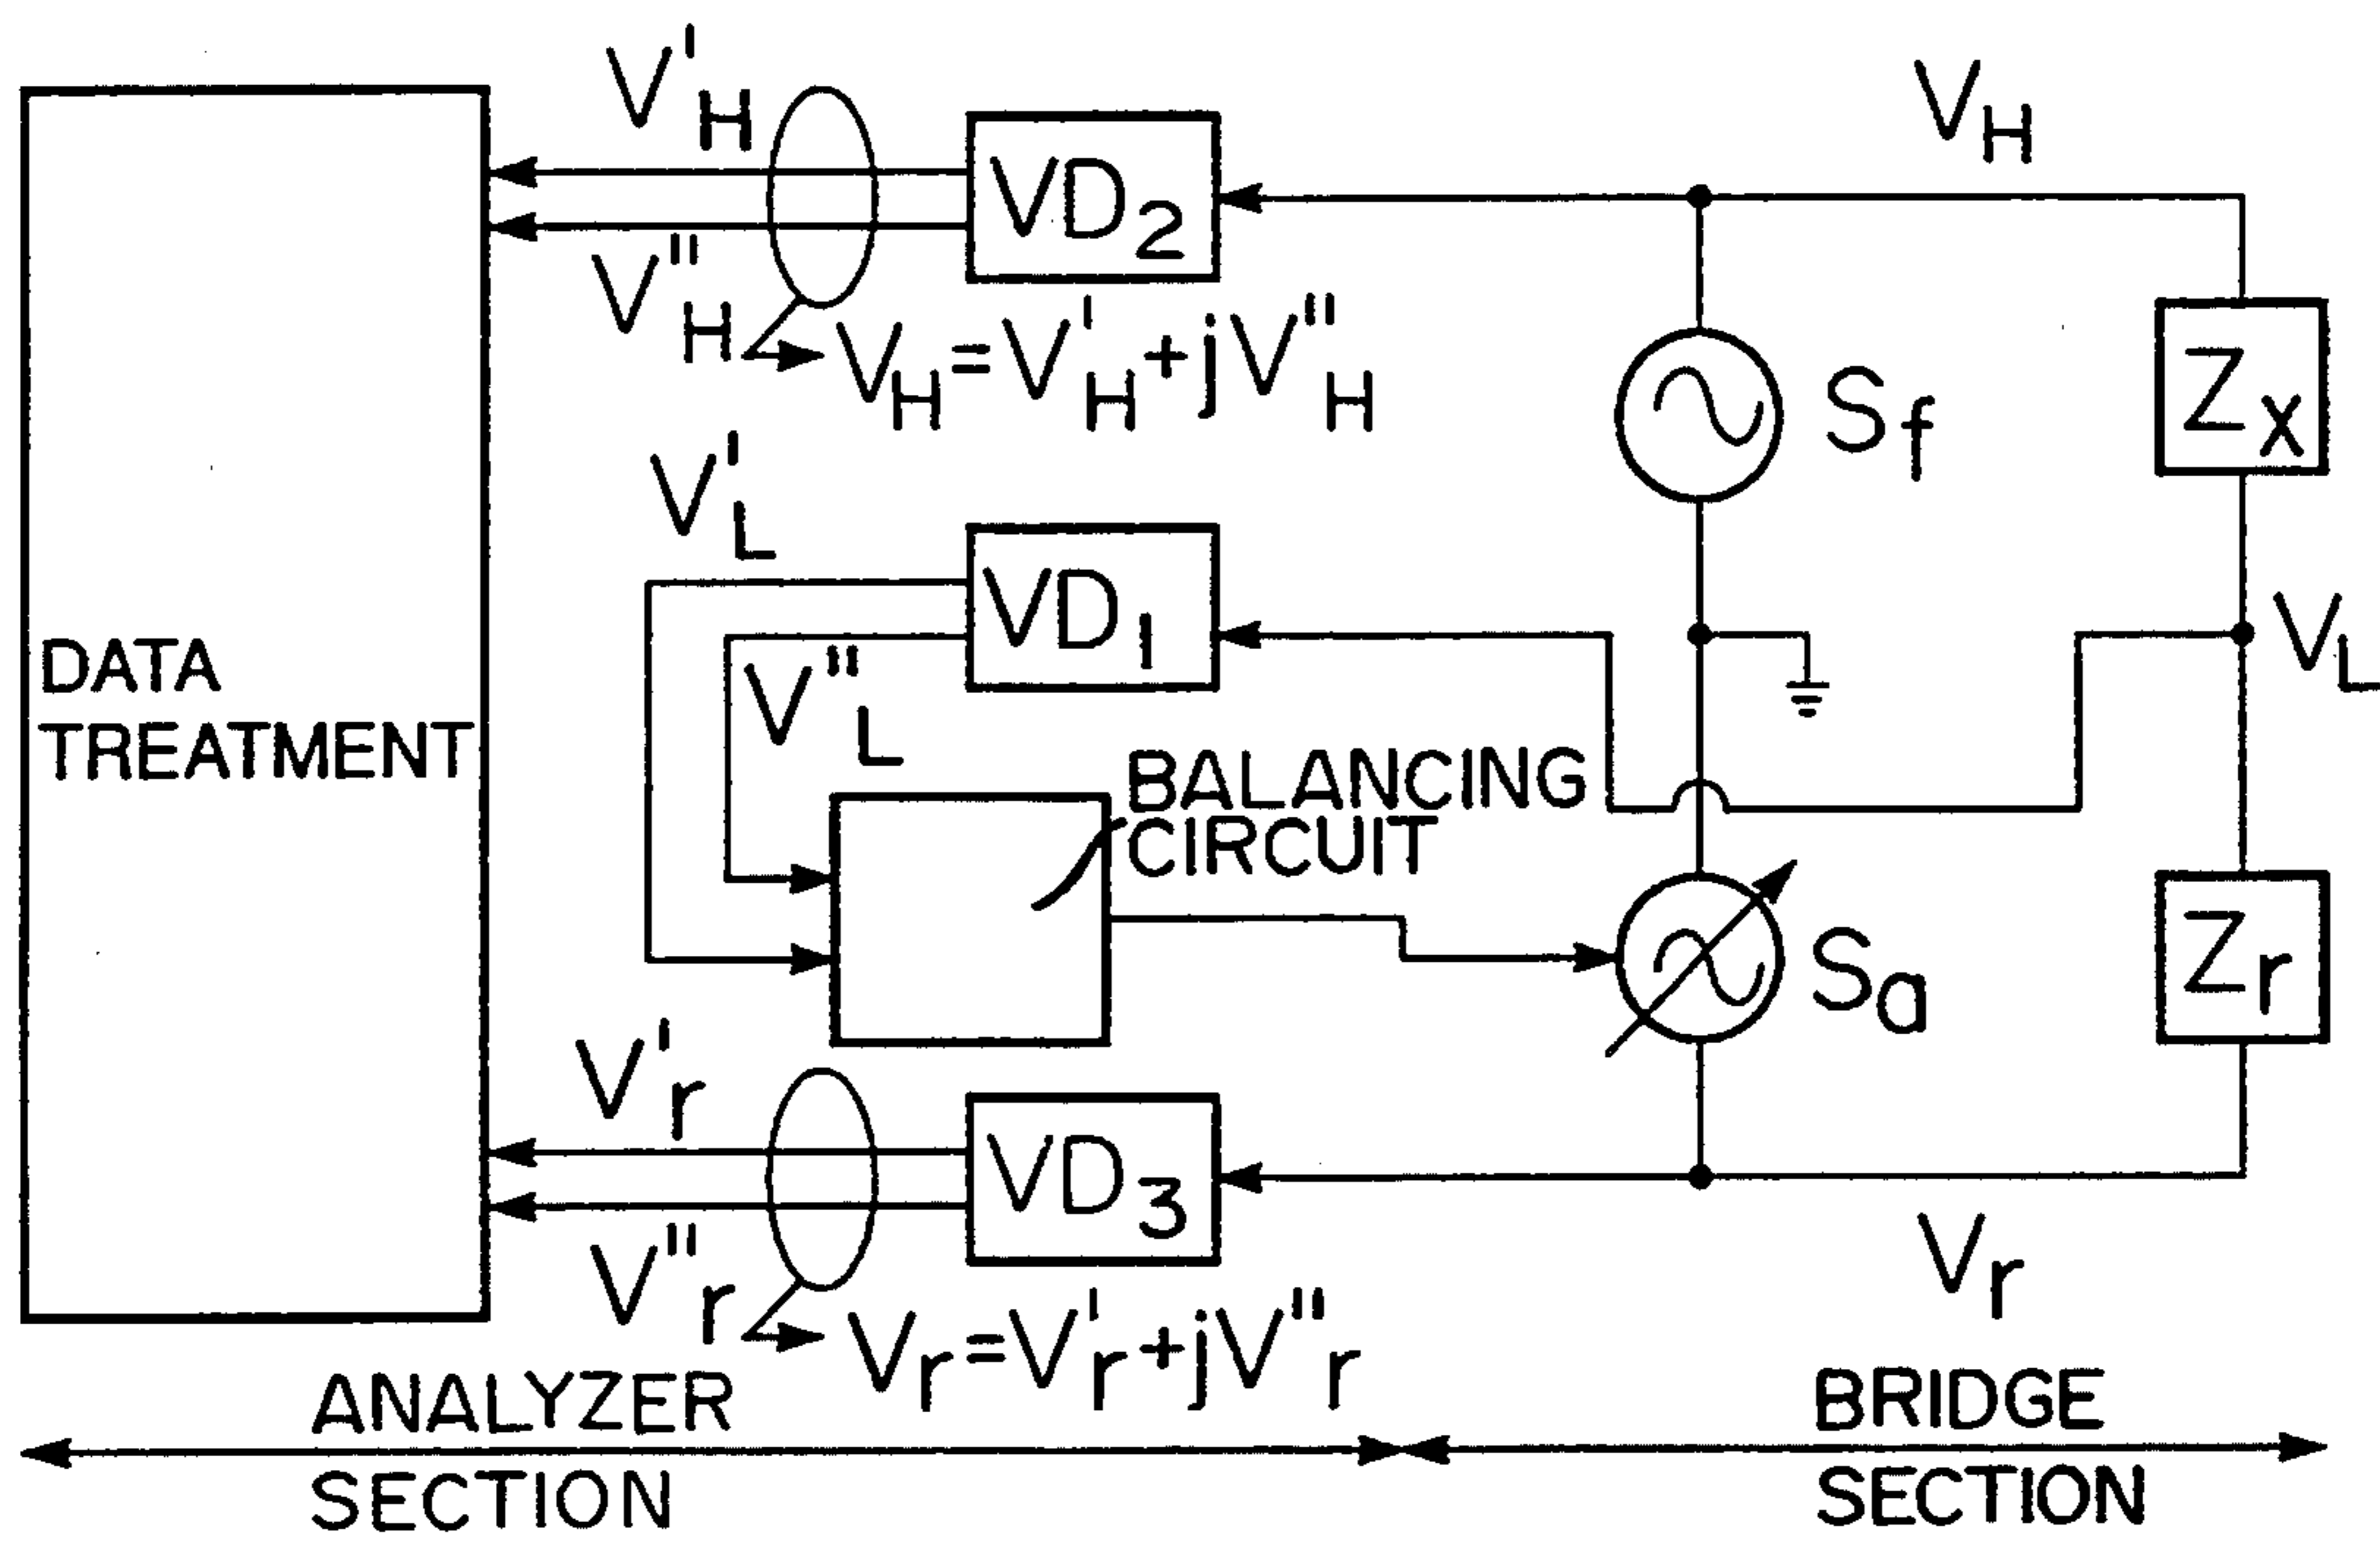 V'H
VH
VD2
V"H
VH=V'H+jV"H
Sf
Zx
V'L
VD1
VL
DATA
TREATMENT
V"L
BALANCING
CIRCUIT
Sa
Zr
V'r
VD3
V"r
Vr
Vr=V'r+jV"r
ANALYZER
SECTION
BRIDGE
SECTION